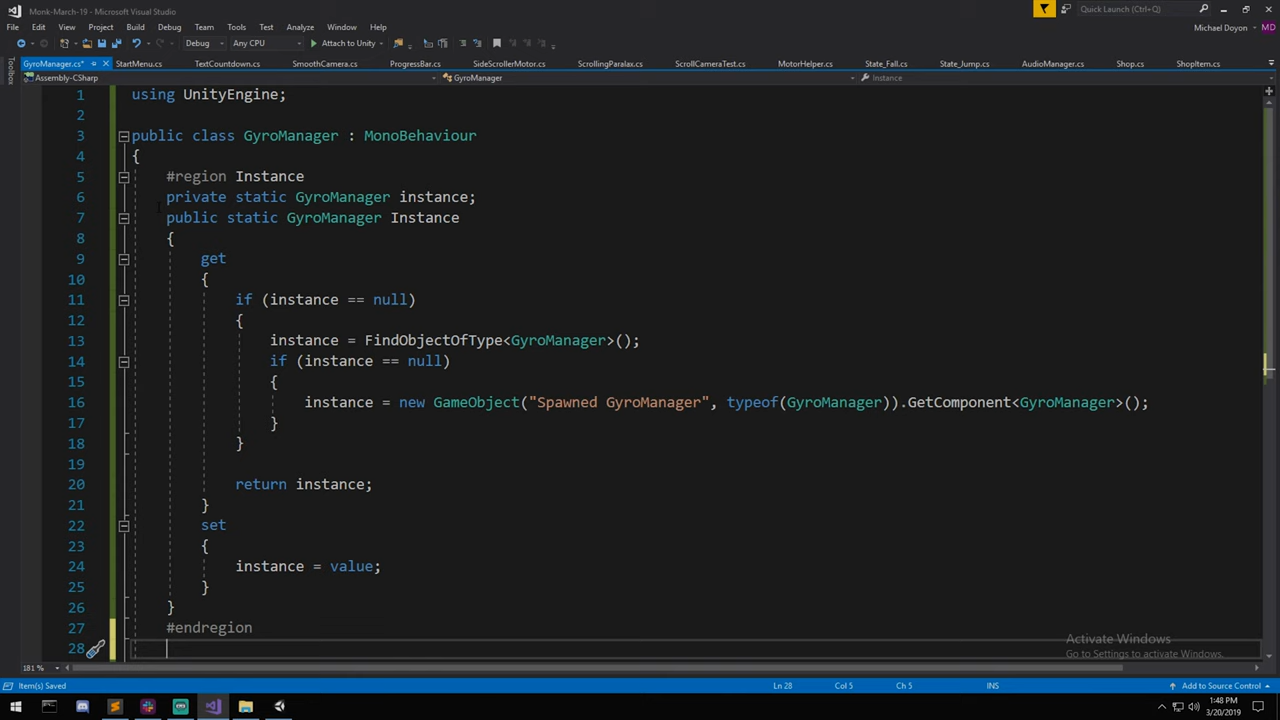 Monk-March-19 - Microsoft Visual Studio
Quick Launch (Ctrl+Q)
File Edit View Project Build Debug Team Tools Test Analyze Window Help
Michael Doyon MD
Debug Any CPU Attach to Unity
Toolbox
GyroManager.cs* StartMenu.cs TextCountdown.cs SmoothCamera.cs ProgressBar.cs SideScrollerMotor.cs ScrollingParalax.cs ScrollCameraTest.cs MotorHelper.cs State_Fall.cs State_Jump.cs AudioManager.cs Shop.cs ShopItem.cs
Assembly-CSharp GyroManager Instance
1 using UnityEngine;
2
3 public class GyroManager : MonoBehaviour
4 {
5 #region Instance
6 private static GyroManager instance;
7 public static GyroManager Instance
8 {
9 get
10 {
11 if (instance == null)
12 {
13 instance = FindObjectOfType<GyroManager>();
14 if (instance == null)
15 {
16 instance = new GameObject("Spawned GyroManager", typeof(GyroManager)).GetComponent<GyroManager>();
17 }
18 }
19
20 return instance;
21 }
22 set
23 {
24 instance = value;
25 }
26 }
27 #endregion
28
Activate Windows
Go to Settings to activate Windows.
181 %
Item(s) Saved Ln 28 Col 5 Ch 5 INS Add to Source Control
1:48 PM
3/20/2019